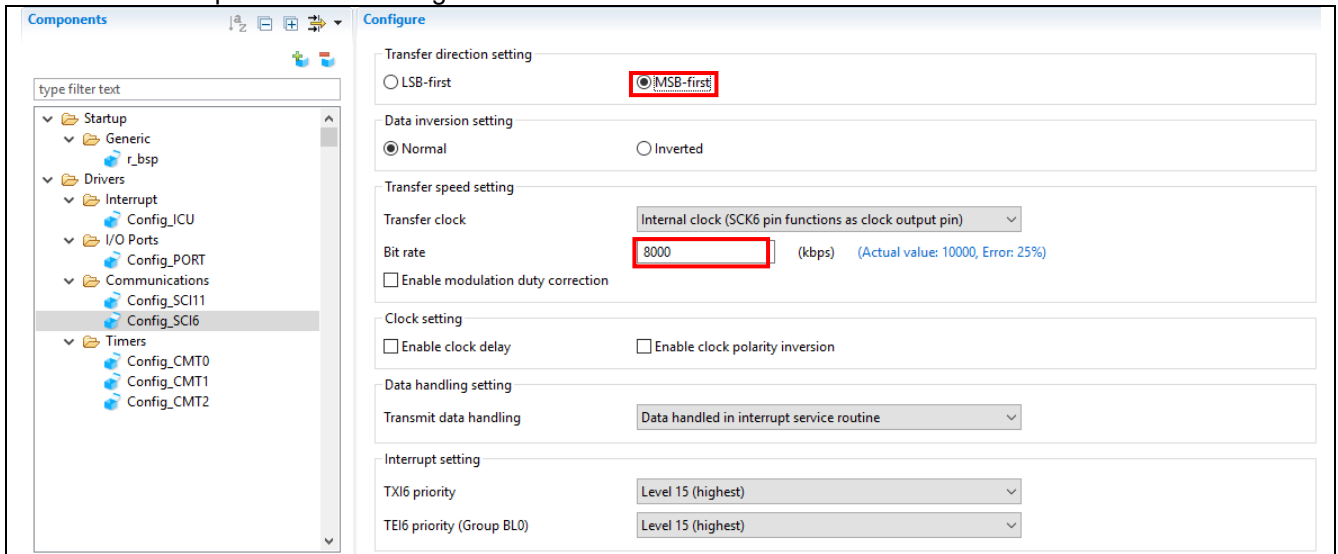 Components
Configure
type filter text
Startup
Generic
r_bsp
Drivers
Interrupt
Config_ICU
I/O Ports
Config_PORT
Communications
Config_SCI11
Config_SCI6
Timers
Config_CMT0
Config_CMT1
Config_CMT2
Transfer direction setting
LSB-first MSB-first
Data inversion setting
Normal Inverted
Transfer speed setting
Transfer clock Internal clock (SCK6 pin functions as clock output pin)
Bit rate 8000 (kbps) (Actual value: 10000, Error: 25%)
Enable modulation duty correction
Clock setting
Enable clock delay Enable clock polarity inversion
Data handling setting
Transmit data handling Data handled in interrupt service routine
Interrupt setting
TXI6 priority Level 15 (highest)
TEI6 priority (Group BL0) Level 15 (highest)